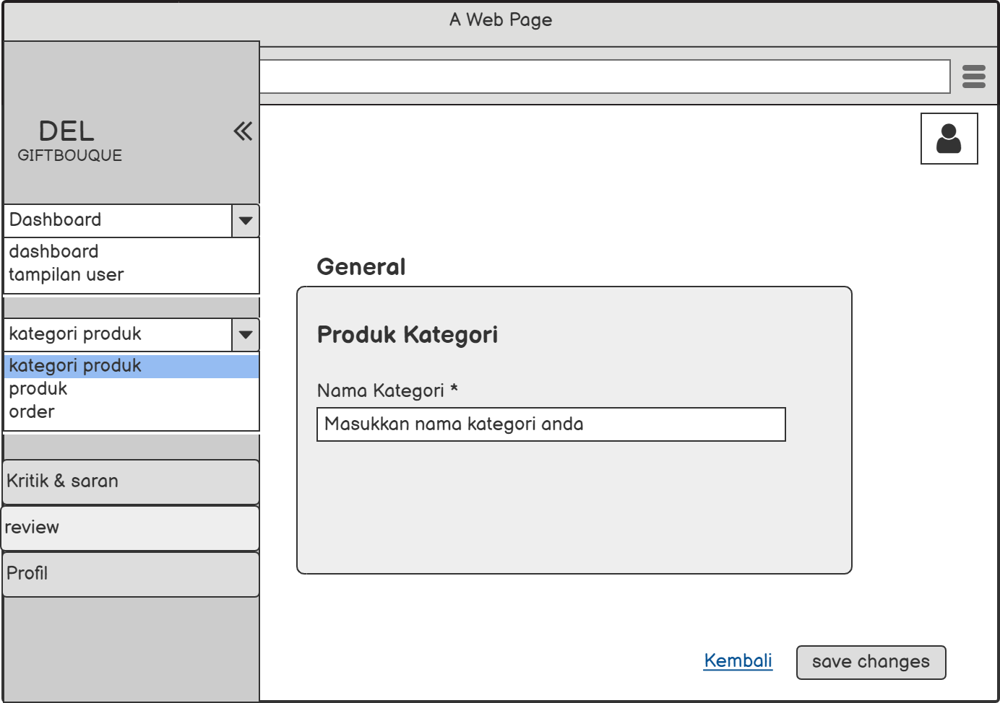 A Web Page
DEL
GIFTBOUQUE
Dashboard
dashboard
tampilan user
kategori produk
kategori produk
produk
order
Kritik & saran
review
Profil
General
Produk Kategori
Nama Kategori *
Masukkan nama kategori anda
Kembali
save changes